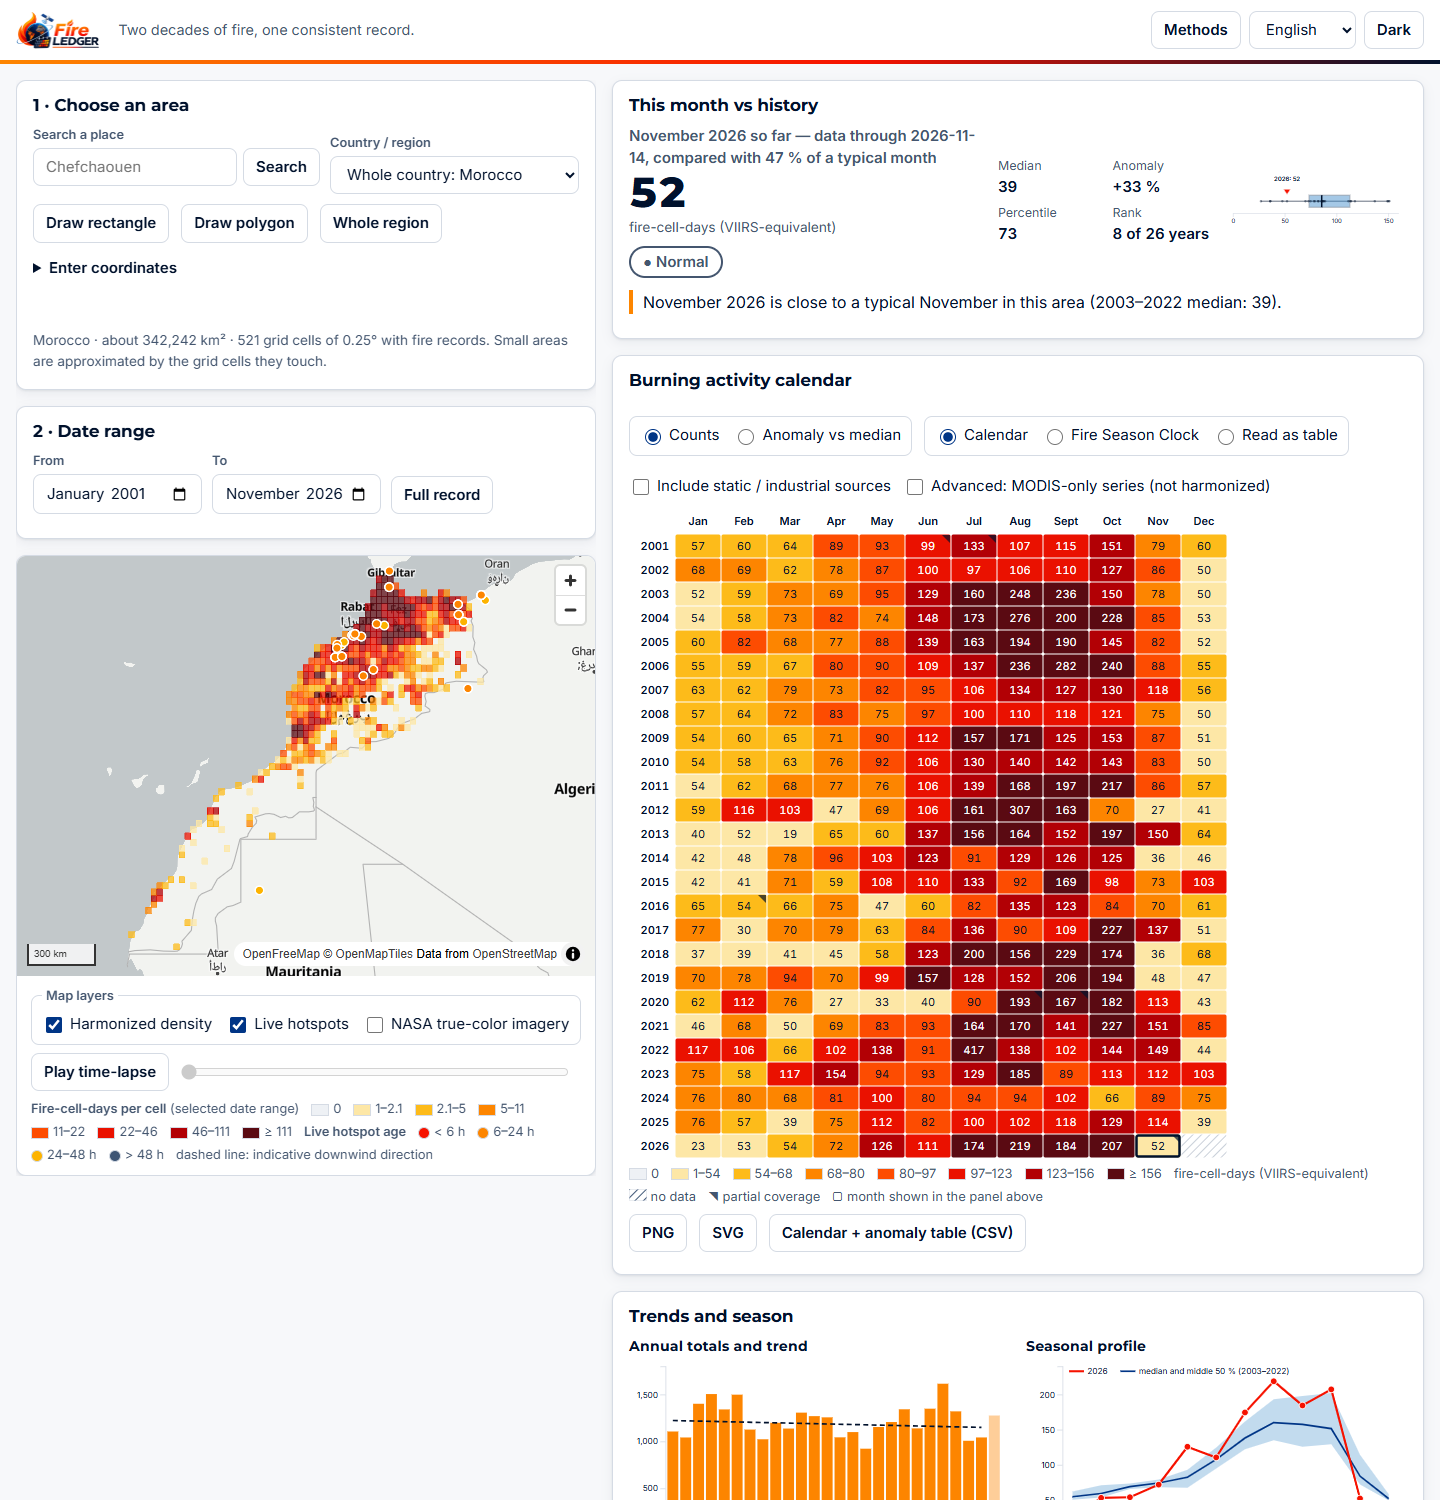 Fire
LEDGER
Two decades of fire, one consistent record.
Methods
English
Dark
1 · Choose an area
Search a place
Country / region
Chefchaouen
Search
Whole country: Morocco
Draw rectangle
Draw polygon
Whole region
Enter coordinates
Morocco · about 342,242 km² · 521 grid cells of 0.25° with fire records. Small areas
are approximated by the grid cells they touch.
2 · Date range
From
To
January 2001
November 2026
Full record
Oran
وهران
Rabat
Morocco
Algeri
Atar
أطار
Mauritania
300 km
OpenFreeMap © OpenMapTiles Data from OpenStreetMap
Map layers
Harmonized density
Live hotspots
NASA true-color imagery
Play time-lapse
Fire-cell-days per cell (selected date range) 0 1–2.1 2.1–5 5–11
11–22 22–46 46–111 ≥ 111 Live hotspot age < 6 h 6–24 h
24–48 h > 48 h dashed line: indicative downwind direction
This month vs history
November 2026 so far — data through 2026-11-
14, compared with 47 % of a typical month
52
fire-cell-days (VIIRS-equivalent)
● Normal
Median
39
Anomaly
+33 %
Percentile
73
Rank
8 of 26 years
2026: 52
0 50 100 150
November 2026 is close to a typical November in this area (2003–2022 median: 39).
Burning activity calendar
Counts
Anomaly vs median
Calendar
Fire Season Clock
Read as table
Include static / industrial sources
Advanced: MODIS-only series (not harmonized)
Jan Feb Mar Apr May Jun Jul Aug Sept Oct Nov Dec
2001 57 60 64 89 93 99 133 107 115 151 79 60
2002 68 69 62 78 87 100 97 106 110 127 86 50
2003 52 59 73 69 95 129 160 248 236 150 78 50
2004 54 58 73 82 74 148 173 276 200 228 85 53
2005 60 82 68 77 88 139 163 194 190 145 82 52
2006 55 59 67 80 90 109 137 236 282 240 88 55
2007 63 62 79 73 82 95 106 134 127 130 118 56
2008 57 64 72 83 75 97 100 110 118 121 75 50
2009 54 60 65 71 90 112 157 171 125 153 87 51
2010 54 58 63 76 92 106 130 140 142 143 83 50
2011 54 62 68 77 76 106 139 168 197 217 86 57
2012 59 116 103 47 69 106 161 307 163 70 27 41
2013 40 52 19 65 60 137 156 164 152 197 150 64
2014 42 48 78 96 103 123 91 129 126 125 36 46
2015 42 41 71 59 108 110 133 92 169 98 73 103
2016 65 54 66 75 47 60 82 135 123 84 70 61
2017 77 30 70 79 63 84 136 90 109 227 137 51
2018 37 39 41 45 58 123 200 156 229 174 36 68
2019 70 78 94 70 99 157 128 152 206 194 48 47
2020 62 112 76 27 33 40 90 193 167 182 113 43
2021 46 68 50 69 83 93 164 170 141 227 151 85
2022 117 106 66 102 138 91 417 138 102 144 149 44
2023 75 58 117 154 94 93 129 185 89 113 112 103
2024 76 80 68 81 100 80 94 94 102 66 89 75
2025 76 57 39 75 112 82 100 102 118 129 114 39
2026 23 53 54 72 126 111 174 219 184 207 52
0 1–54 54–68 68–80 80–97 97–123 123–156 ≥ 156 fire-cell-days (VIIRS-equivalent)
no data partial coverage month shown in the panel above
PNG
SVG
Calendar + anomaly table (CSV)
Trends and season
Annual totals and trend
1,500
1,000
500
Seasonal profile
2026 median and middle 50 % (2003–2022)
200
150
100
50